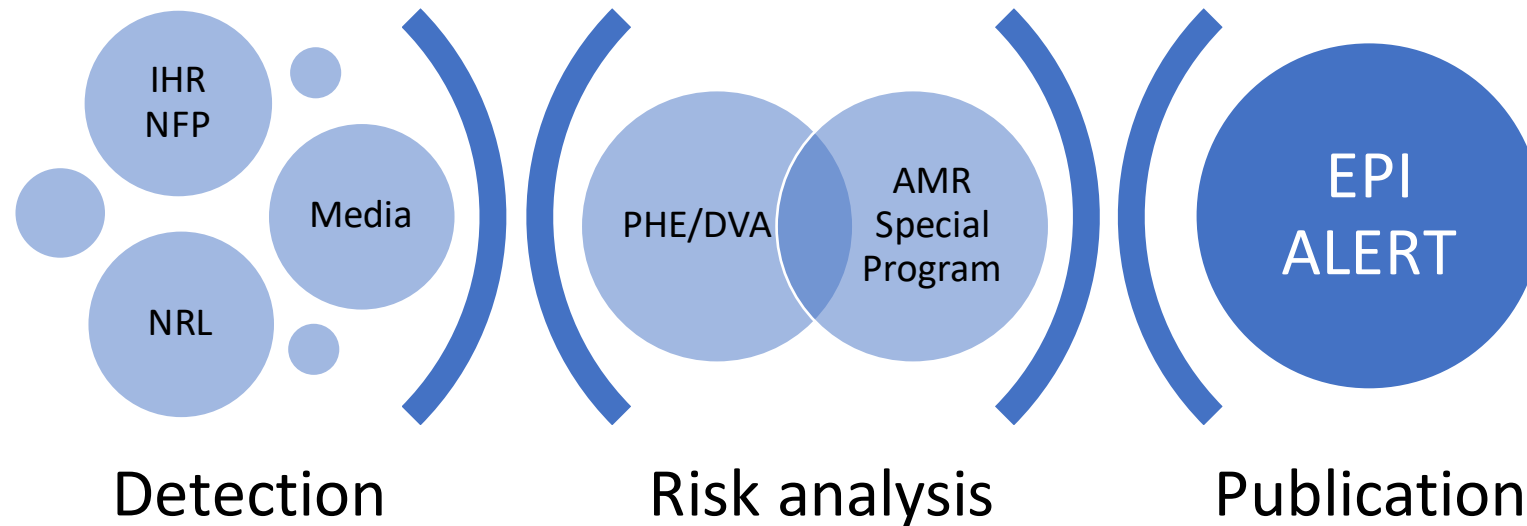 IHR
NFP
Media
NRL
PHE/DVA
AMR
Special
Program
EPI
ALERT
Detection
Risk analysis
Publication